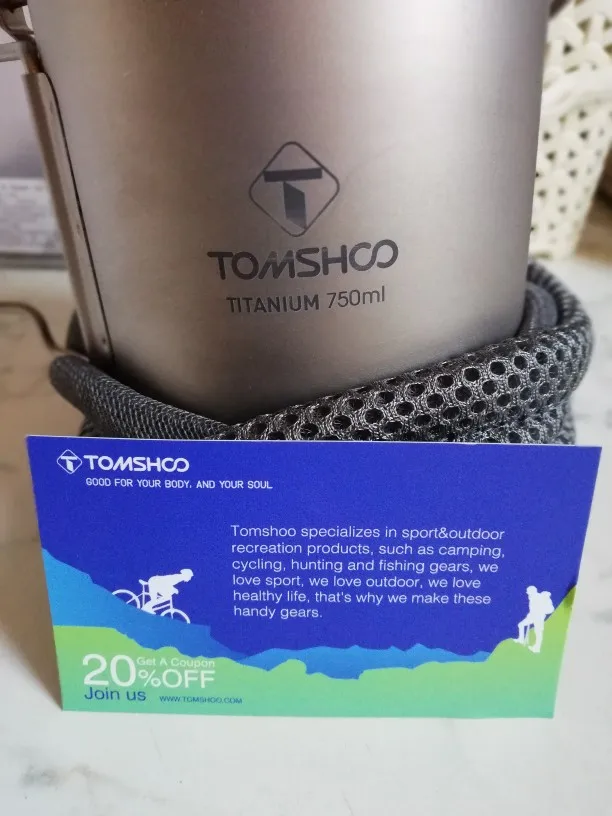 T
TOMSHOO
TITANIUM 750ml
TOMSHOO
GOOD FOR YOUR BODY, AND YOUR SOUL
Tomshoo specializes in sport&outdoor
recreation products, such as camping,
cycling, hunting and fishing gears, we
love sport, we love outdoor, we love
healthy life, that's why we make these
handy gears.
20%OFF
Get A Coupon
Join us WWW.TOMSHOO.COM